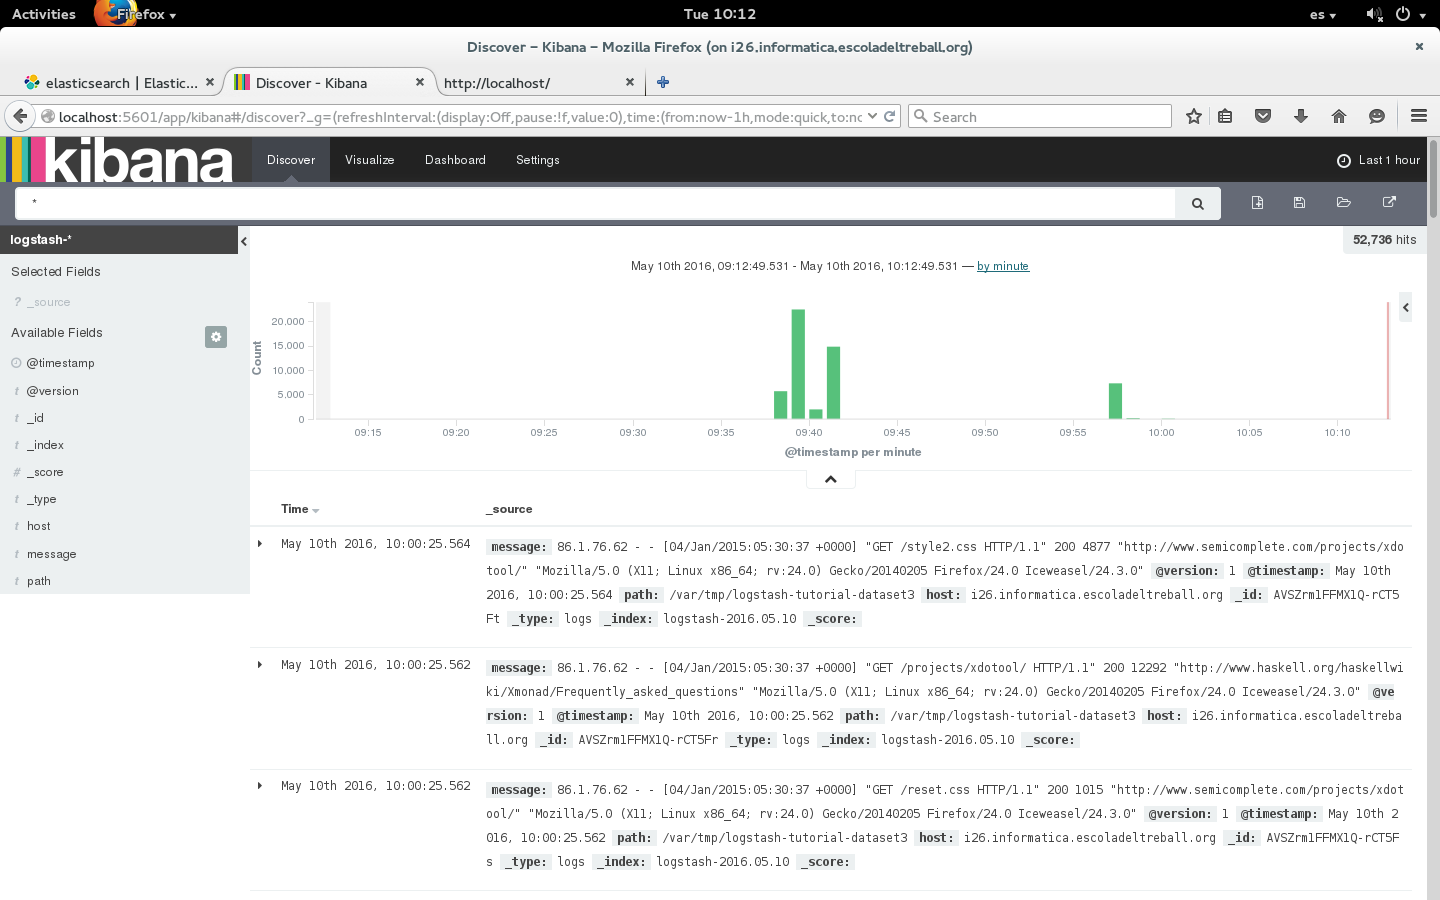 Activities Firefox Tue 10:12 es
Discover – Kibana – Mozilla Firefox (on i26.informatica.escoladeltreball.org)
elasticsearch | Elastic... Discover - Kibana http://localhost/
localhost:5601/app/kibana#/discover?_g=(refreshInterval:(display:Off,pause:!f,value:0),time:(from:now-1h,mode:quick,to:nc Search
kibana Discover Visualize Dashboard Settings Last 1 hour
*
logstash-*
52,736 hits
Selected Fields
? _source
Available Fields
@timestamp
t @version
t _id
t _index
# _score
t _type
t host
t message
t path
May 10th 2016, 09:12:49.531 - May 10th 2016, 10:12:49.531 — by minute
Count
20,000
15,000
10,000
5,000
0
09:15 09:20 09:25 09:30 09:35 09:40 09:45 09:50 09:55 10:00 10:05 10:10
@timestamp per minute
Time _source
May 10th 2016, 10:00:25.564
message: 86.1.76.62 - - [04/Jan/2015:05:30:37 +0000] "GET /style2.css HTTP/1.1" 200 4877 "http://www.semicomplete.com/projects/xdo
tool/" "Mozilla/5.0 (X11; Linux x86_64; rv:24.0) Gecko/20140205 Firefox/24.0 Iceweasel/24.3.0" @version: 1 @timestamp: May 10th
2016, 10:00:25.564 path: /var/tmp/logstash-tutorial-dataset3 host: i26.informatica.escoladeltreball.org _id: AVSZrm1FFMX1Q-rCT5
Ft _type: logs _index: logstash-2016.05.10 _score:
May 10th 2016, 10:00:25.562
message: 86.1.76.62 - - [04/Jan/2015:05:30:37 +0000] "GET /projects/xdotool/ HTTP/1.1" 200 12292 "http://www.haskell.org/haskellwi
ki/Xmonad/Frequently_asked_questions" "Mozilla/5.0 (X11; Linux x86_64; rv:24.0) Gecko/20140205 Firefox/24.0 Iceweasel/24.3.0" @ve
rsion: 1 @timestamp: May 10th 2016, 10:00:25.562 path: /var/tmp/logstash-tutorial-dataset3 host: i26.informatica.escoladeltreba
ll.org _id: AVSZrm1FFMX1Q-rCT5Fr _type: logs _index: logstash-2016.05.10 _score:
May 10th 2016, 10:00:25.562
message: 86.1.76.62 - - [04/Jan/2015:05:30:37 +0000] "GET /reset.css HTTP/1.1" 200 1015 "http://www.semicomplete.com/projects/xdot
ool/" "Mozilla/5.0 (X11; Linux x86_64; rv:24.0) Gecko/20140205 Firefox/24.0 Iceweasel/24.3.0" @version: 1 @timestamp: May 10th 2
016, 10:00:25.562 path: /var/tmp/logstash-tutorial-dataset3 host: i26.informatica.escoladeltreball.org _id: AVSZrm1FFMX1Q-rCT5F
s _type: logs _index: logstash-2016.05.10 _score: